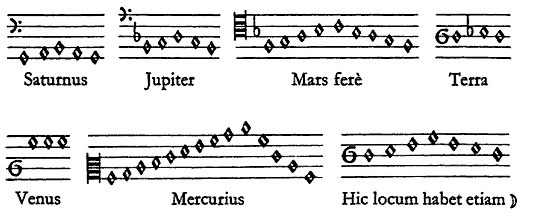 Saturnus Jupiter Mars ferè Terra
Venus Mercurius Hic locum habet etiam ☽